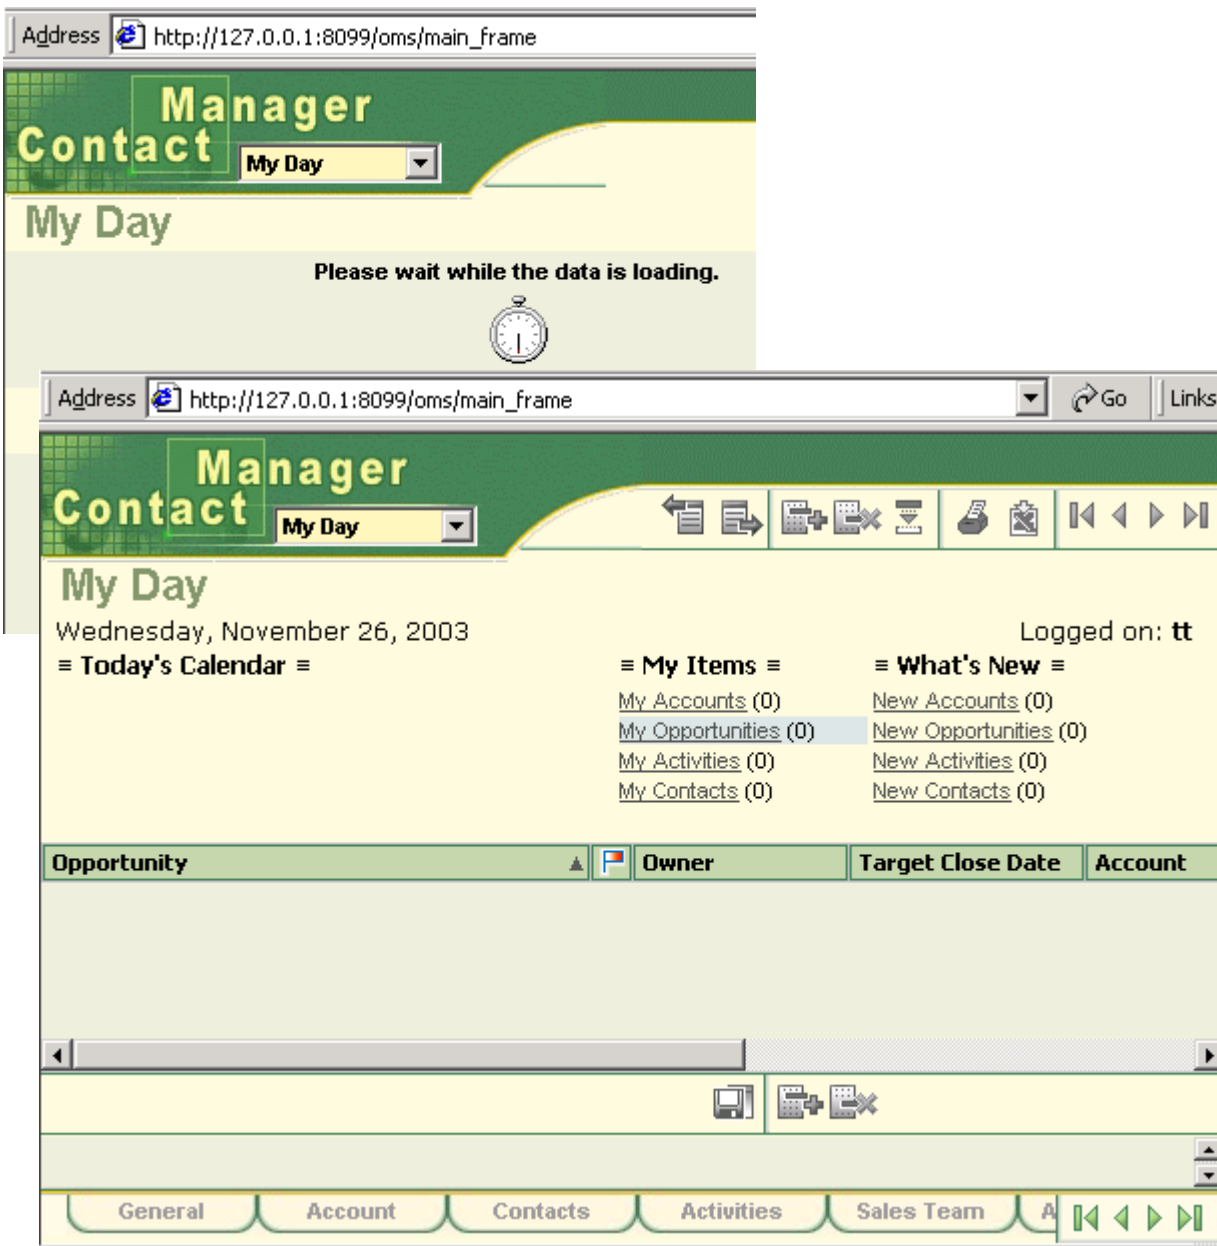 Address http://127.0.0.1:8099/oms/main_frame
Manager
Contact
My Day
My Day
Please wait while the data is loading.
Address http://127.0.0.1:8099/oms/main_frame Go Links
Manager
Contact
My Day
My Day
Wednesday, November 26, 2003 Logged on: tt
≡ Today's Calendar ≡ ≡ My Items ≡ ≡ What's New ≡
My Accounts (0) New Accounts (0)
My Opportunities (0) New Opportunities (0)
My Activities (0) New Activities (0)
My Contacts (0) New Contacts (0)
Opportunity Owner Target Close Date Account
General Account Contacts Activities Sales Team A